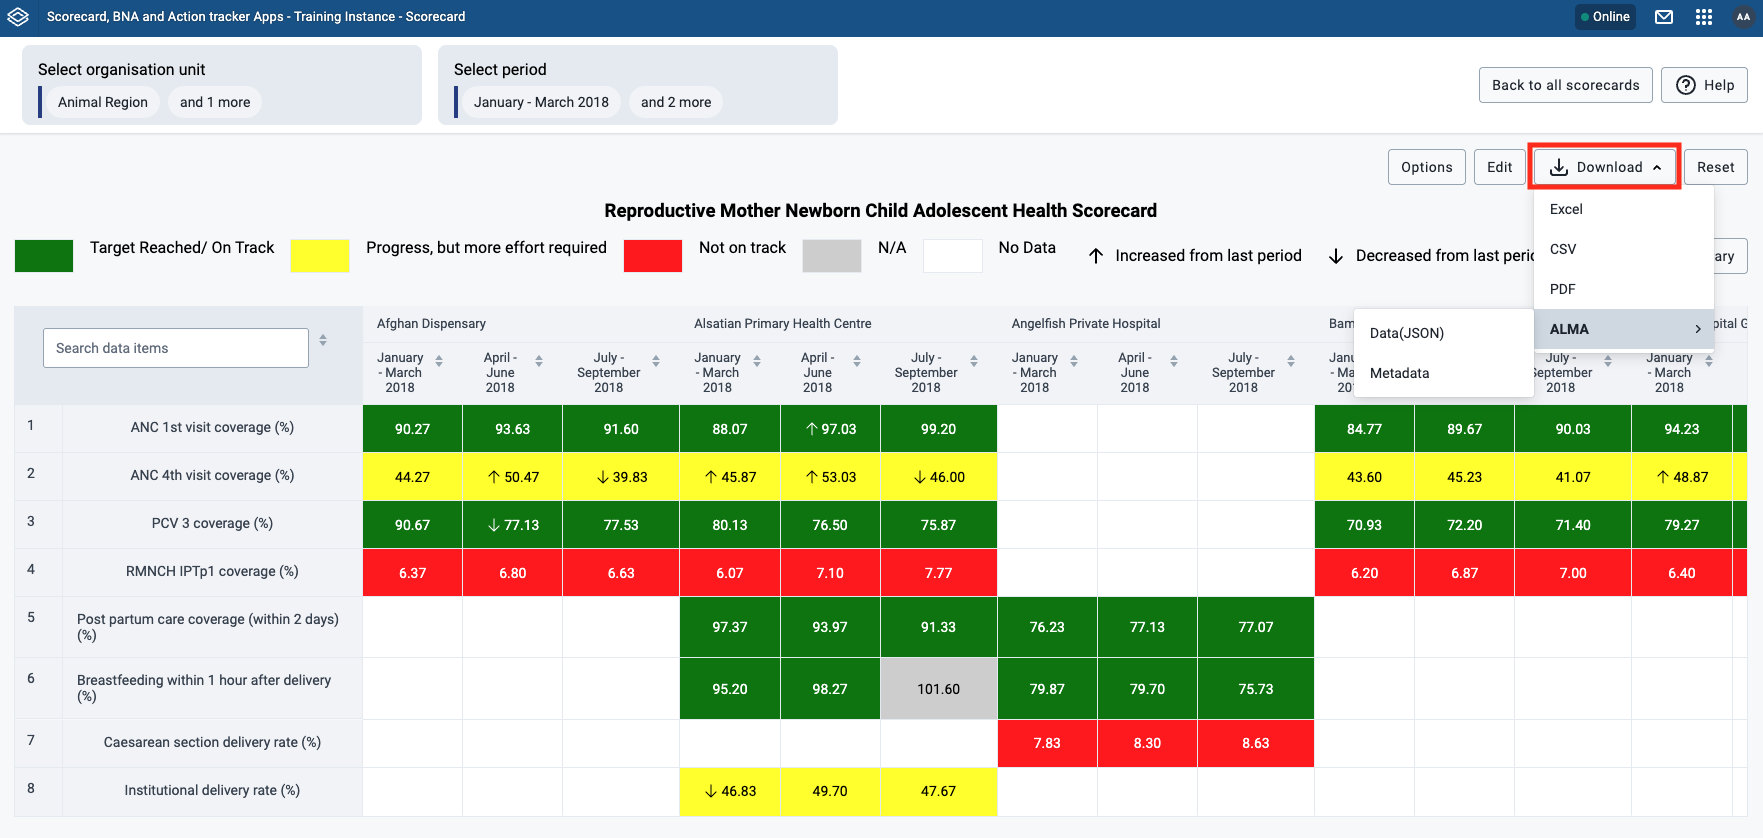 Scorecard, BNA and Action tracker Apps - Training Instance - Scorecard
Online
AA
Select organisation unit
Animal Region
and 1 more
Select period
January - March 2018
and 2 more
Back to all scorecards
Help
Options
Edit
Download
Reset
Excel
CSV
PDF
ALMA
Data(JSON)
Metadata
Reproductive Mother Newborn Child Adolescent Health Scorecard
Target Reached/ On Track
Progress, but more effort required
Not on track
N/A
No Data
Increased from last period
Decreased from last perio
ary
Search data items
Afghan Dispensary
Alsatian Primary Health Centre
Angelfish Private Hospital
Bam
pital G
January - March 2018
April - June 2018
July - September 2018
January - March 2018
April - June 2018
July - September 2018
January - March 2018
April - June 2018
July - September 2018
September 2018
January - March 2018
1 ANC 1st visit coverage (%) 90.27 93.63 91.60 88.07 ↑ 97.03 99.20 84.77 89.67 90.03 94.23
2 ANC 4th visit coverage (%) 44.27 ↑ 50.47 ↓ 39.83 ↑ 45.87 ↑ 53.03 ↓ 46.00 43.60 45.23 41.07 ↑ 48.87
3 PCV 3 coverage (%) 90.67 ↓ 77.13 77.53 80.13 76.50 75.87 70.93 72.20 71.40 79.27
4 RMNCH IPTp1 coverage (%) 6.37 6.80 6.63 6.07 7.10 7.77 6.20 6.87 7.00 6.40
5 Post partum care coverage (within 2 days) (%) 97.37 93.97 91.33 76.23 77.13 77.07
6 Breastfeeding within 1 hour after delivery (%) 95.20 98.27 101.60 79.87 79.70 75.73
7 Caesarean section delivery rate (%) 7.83 8.30 8.63
8 Institutional delivery rate (%) ↓ 46.83 49.70 47.67